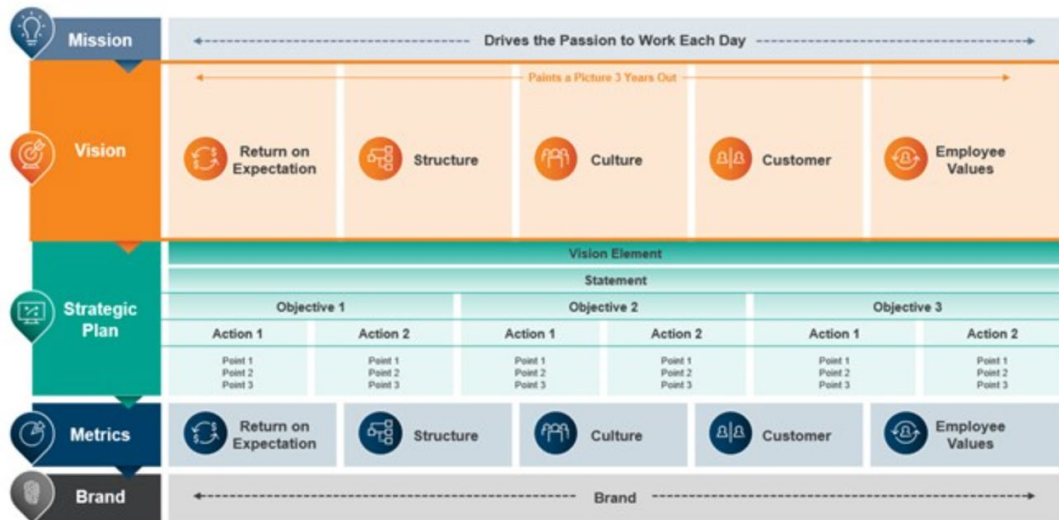 Mission
Drives the Passion to Work Each Day
Vision
Paints a Picture 3 Years Out
Return on
Expectation
Structure
Culture
Customer
Employee
Values
Strategic
Plan
Vision Element
Statement
Objective 1
Objective 2
Objective 3
Action 1
Action 2
Action 1
Action 2
Action 1
Action 2
Point 1
Point 2
Point 3
Point 1
Point 2
Point 3
Point 1
Point 2
Point 3
Point 1
Point 2
Point 3
Point 1
Point 2
Point 3
Point 1
Point 2
Point 3
Metrics
Return on
Expectation
Structure
Culture
Customer
Employee
Values
Brand
Brand